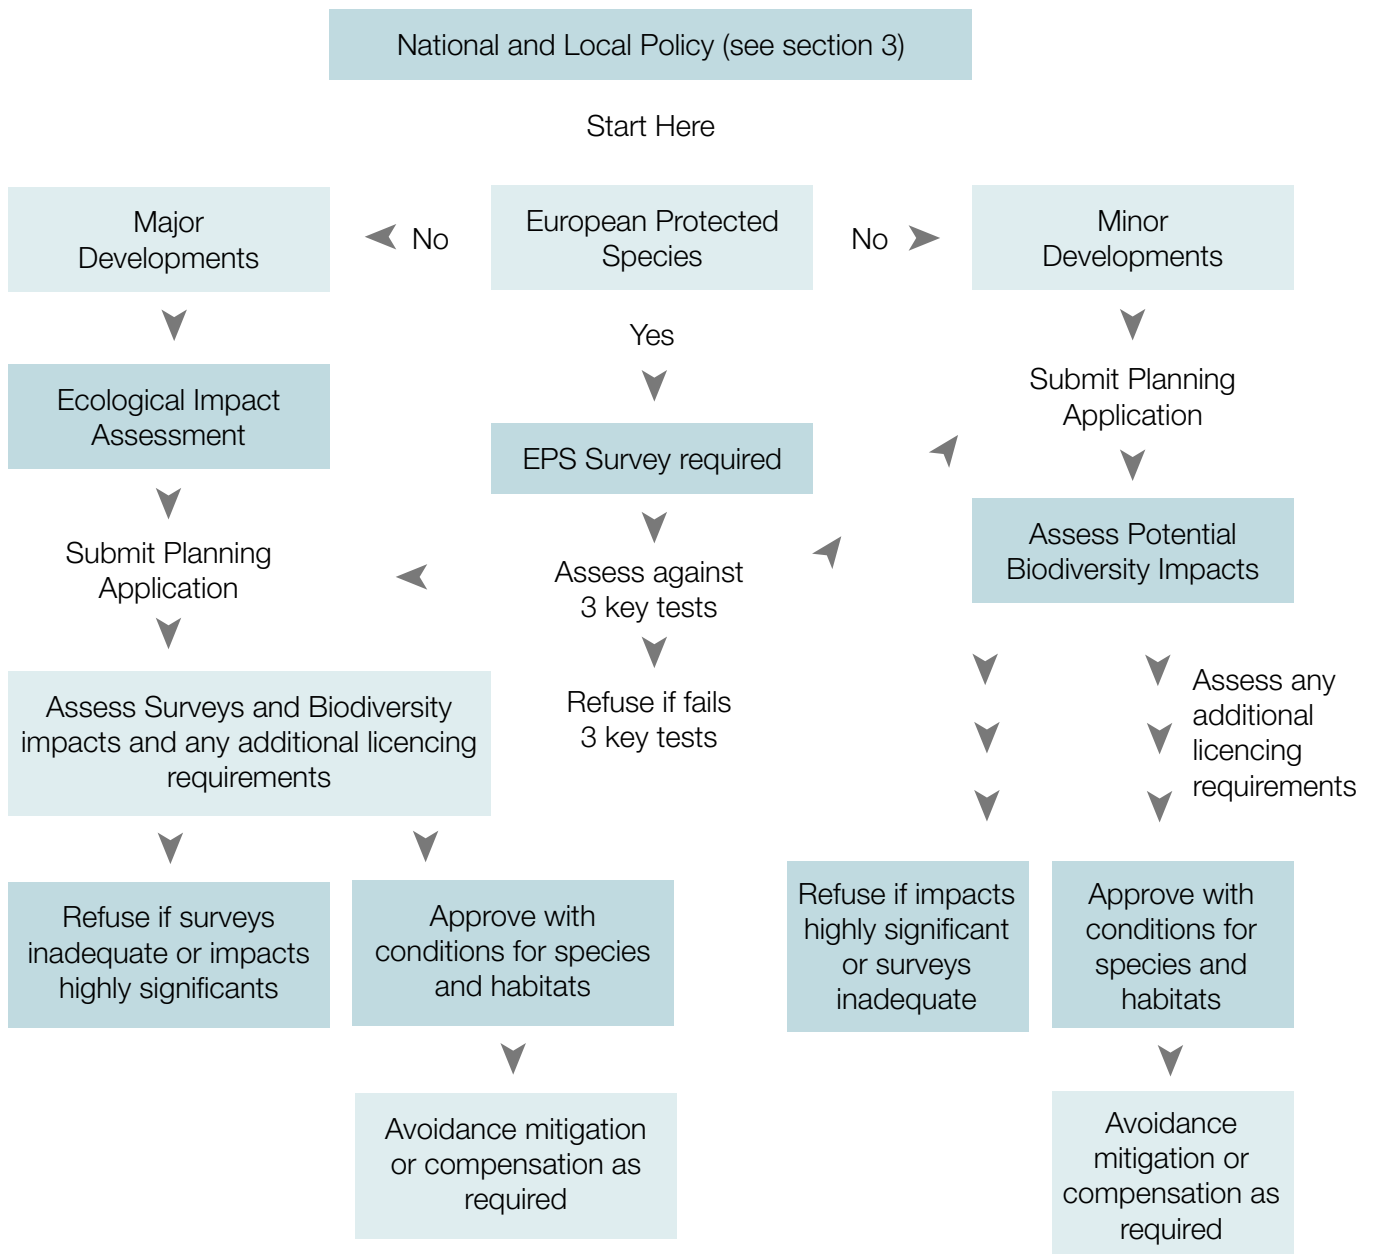 National and Local Policy (see section 3)
Start Here
Major
Developments
No
European Protected
Species
No
Minor
Developments
Yes
Ecological Impact
Assessment
EPS Survey required
Submit Planning
Application
Submit Planning
Application
Assess against
3 key tests
Assess Potential
Biodiversity Impacts
Refuse if fails
3 key tests
Assess Surveys and Biodiversity
impacts and any additional licencing
requirements
Assess any
additional
licencing
requirements
Refuse if surveys
inadequate or impacts
highly significants
Approve with
conditions for species
and habitats
Refuse if impacts
highly significant
or surveys
inadequate
Approve with
conditions for
species and
habitats
Avoidance mitigation
or compensation as
required
Avoidance
mitigation or
compensation as
required